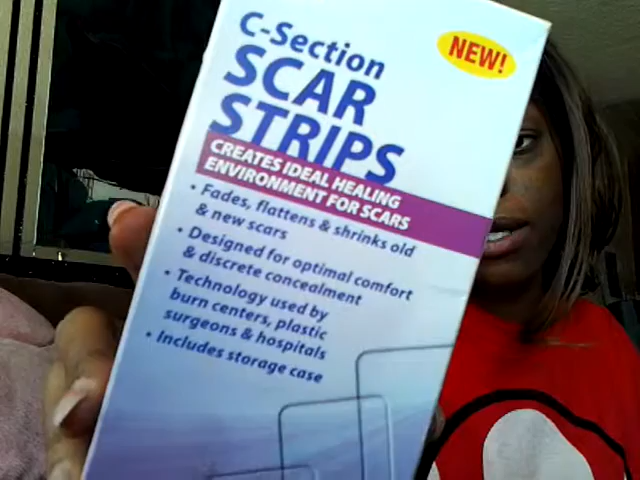 C-Section
NEW!
SCAR
STRIPS
CREATES IDEAL HEALING
ENVIRONMENT FOR SCARS
• Fades, flattens & shrinks old
& new scars
• Designed for optimal comfort
& discrete concealment
• Technology used by
burn centers, plastic
surgeons & hospitals
• Includes storage case